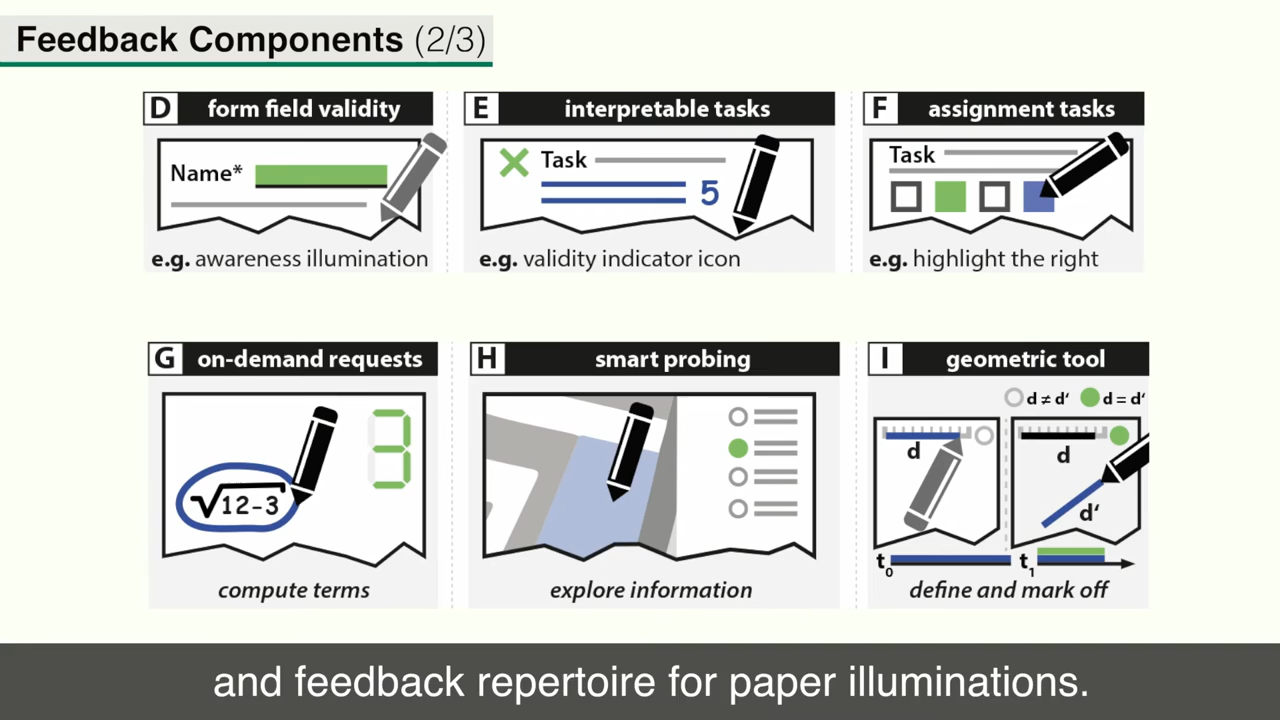 Feedback Components (2/3)
D form field validity
Name*
e.g. awareness illumination
E interpretable tasks
Task
5
e.g. validity indicator icon
F assignment tasks
Task
e.g. highlight the right
G on-demand requests
3
√12-3
compute terms
H smart probing
explore information
I geometric tool
d ≠ d‘ d = d‘
d
d
d‘
t0 t1
define and mark off
and feedback repertoire for paper illuminations.